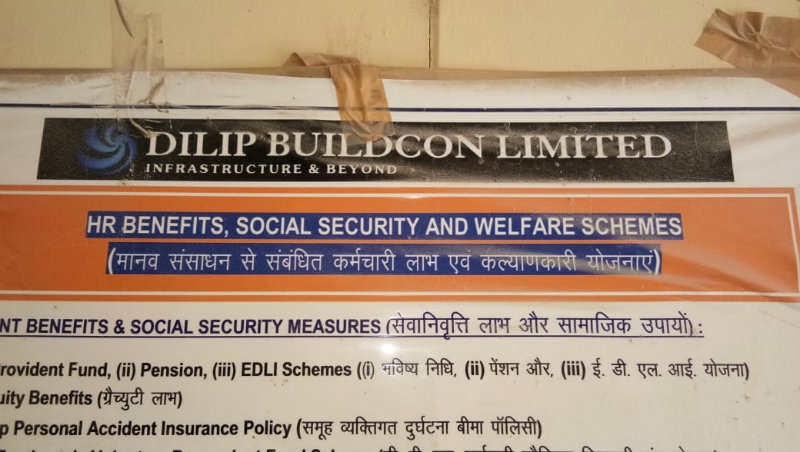 DILIP BUILDCON LIMITED
INFRASTRUCTURE & BEYOND
HR BENEFITS, SOCIAL SECURITY AND WELFARE SCHEMES
(मानव संसाधन से संबंधित कर्मचारी लाभ एवं कल्याणकारी योजनाएं)
NT BENEFITS & SOCIAL SECURITY MEASURES (सेवानिवृत्ति लाभ और सामाजिक उपायों) :
rovident Fund, (ii) Pension, (iii) EDLI Schemes ((i) भविष्य निधि, (ii) पेंशन और, (iii) ई. डी. एल. आई. योजना)
uity Benefits (ग्रैच्युटी लाभ)
p Personal Accident Insurance Policy (समूह व्यक्तिगत दुर्घटना बीमा पॉलिसी)